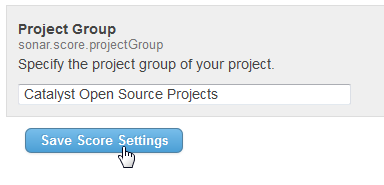 Project Group
sonar.score.projectGroup
Specify the project group of your project.
Catalyst Open Source Projects
Save Score Settings